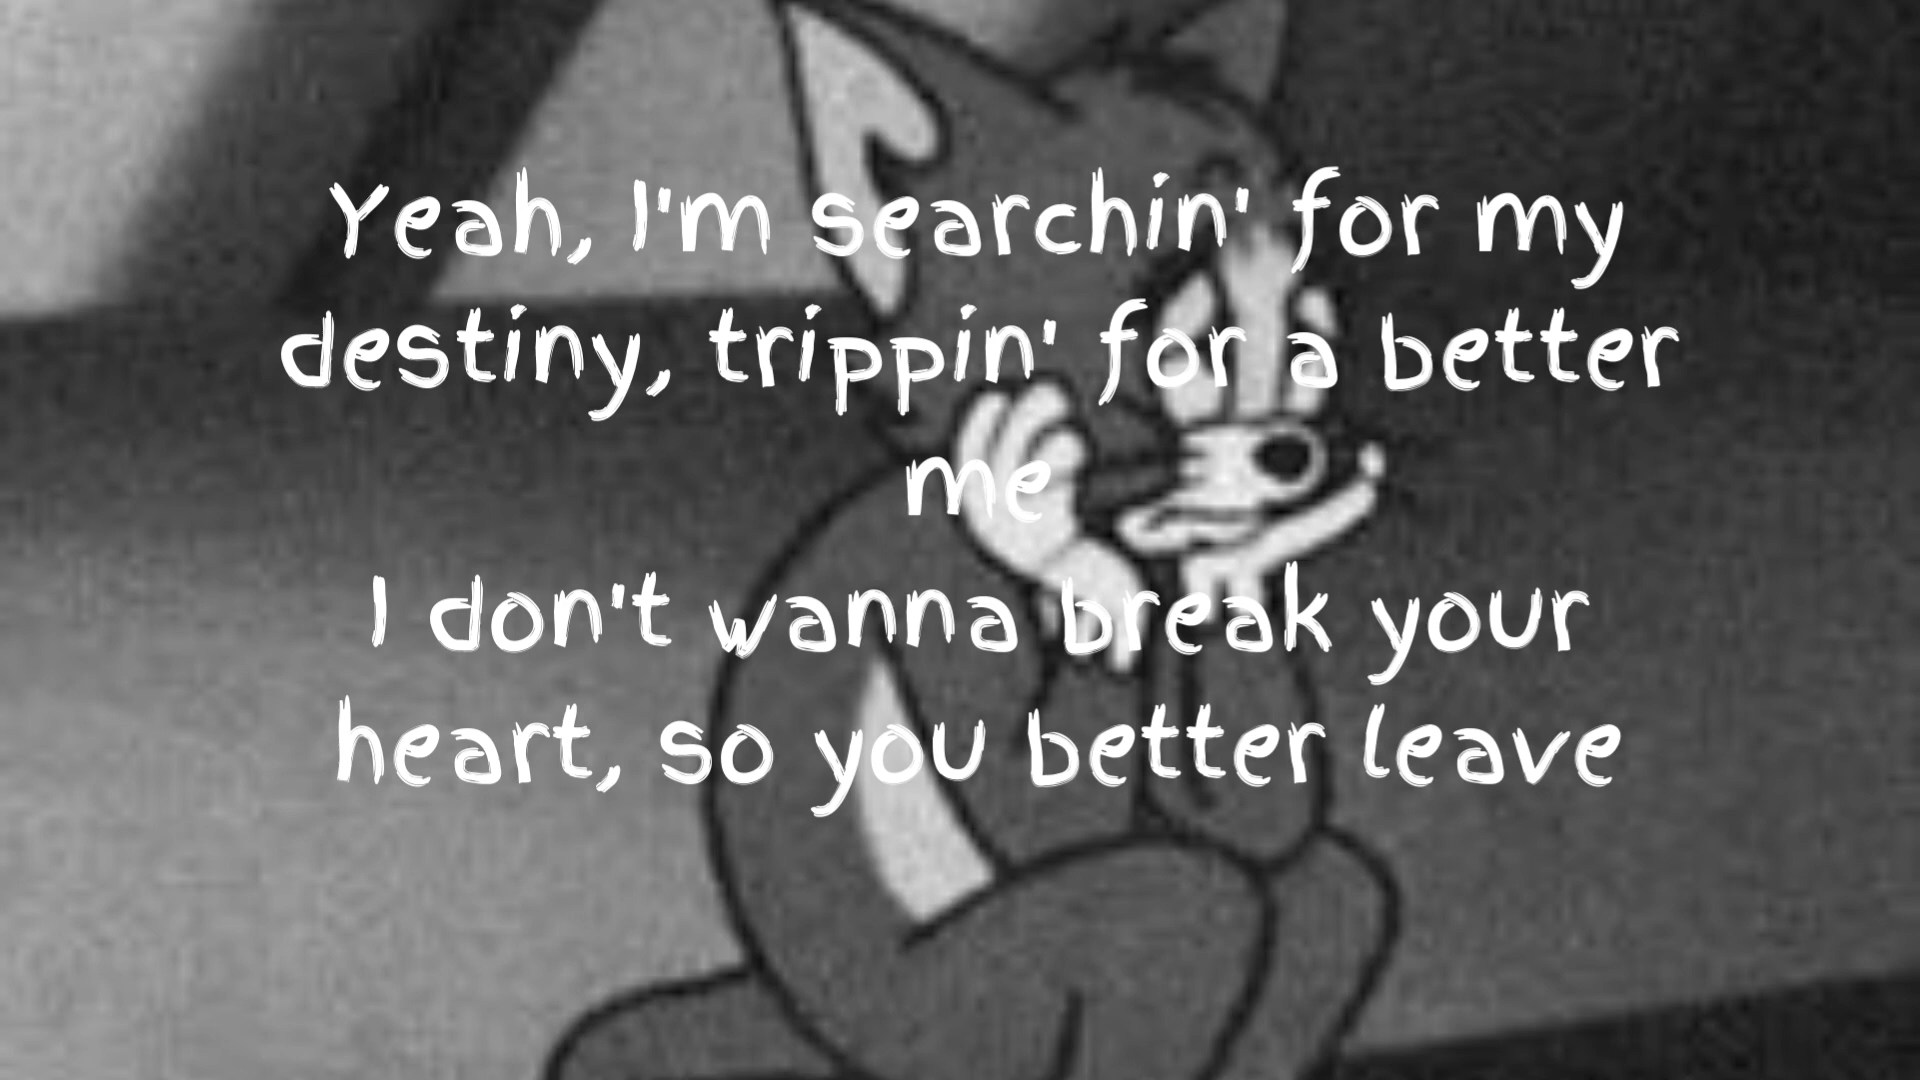 Yeah, I'm searchin' for my
destiny, trippin' for a better
me
I don't wanna break your
heart, so you better leave